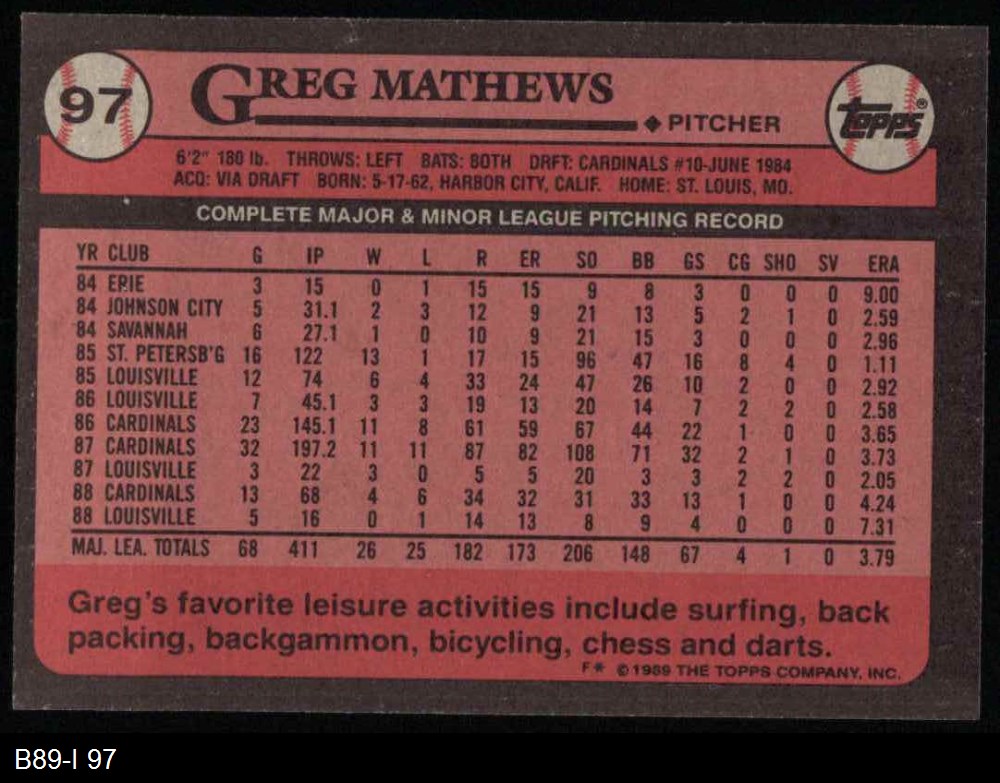 97
GREG MATHEWS
◆ PITCHER
topps®
6'2" 180 lb. THROWS: LEFT BATS: BOTH DRFT: CARDINALS #10-JUNE 1984
ACQ: VIA DRAFT BORN: 5-17-62, HARBOR CITY, CALIF. HOME: ST. LOUIS, MO.
COMPLETE MAJOR & MINOR LEAGUE PITCHING RECORD
YR CLUB G IP W L R ER SO BB GS CG SHO SV ERA
84 ERIE 3 15 0 1 15 15 9 8 3 0 0 0 9.00
84 JOHNSON CITY 5 31.1 2 3 12 9 21 13 5 2 1 0 2.59
84 SAVANNAH 6 27.1 1 0 10 9 21 15 3 0 0 0 2.96
85 ST. PETERSB'G 16 122 13 1 17 15 96 47 16 8 4 0 1.11
85 LOUISVILLE 12 74 6 4 33 24 47 26 10 2 0 0 2.92
86 LOUISVILLE 7 45.1 3 3 19 13 20 14 7 2 2 0 2.58
86 CARDINALS 23 145.1 11 8 61 59 67 44 22 1 0 0 3.65
87 CARDINALS 32 197.2 11 11 87 82 108 71 32 2 1 0 3.73
87 LOUISVILLE 3 22 3 0 5 5 20 3 3 2 2 0 2.05
88 CARDINALS 13 68 4 6 34 32 31 33 13 1 0 0 4.24
88 LOUISVILLE 5 16 0 1 14 13 8 9 4 0 0 0 7.31
MAJ. LEA. TOTALS 68 411 26 25 182 173 206 148 67 4 1 0 3.79
Greg's favorite leisure activities include surfing, back
packing, backgammon, bicycling, chess and darts.
F* © 1989 THE TOPPS COMPANY, INC.
B89-I 97